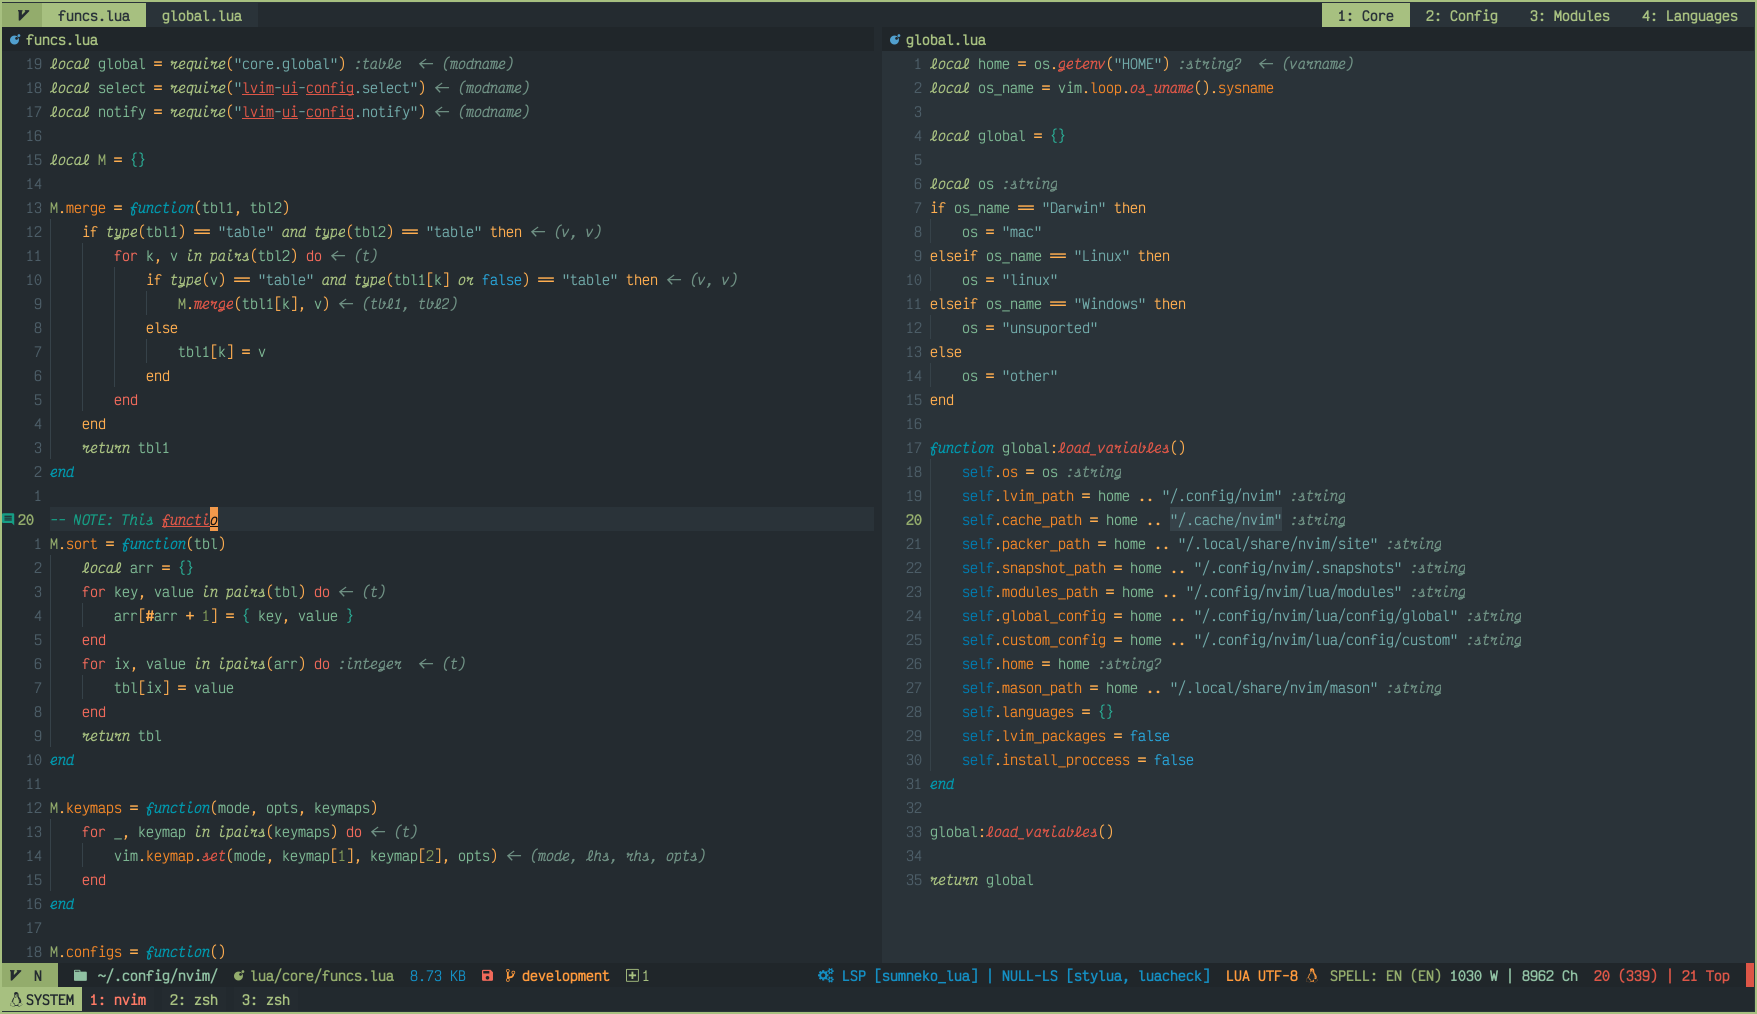 V funcs.lua global.lua 1: Core 2: Config 3: Modules 4: Languages
funcs.lua
19 local global = require("core.global") :table <- (modname)
18 local select = require("lvim-ui-config.select") <- (modname)
17 local notify = require("lvim-ui-config.notify") <- (modname)
16
15 local M = {}
14
13 M.merge = function(tbl1, tbl2)
12 if type(tbl1) == "table" and type(tbl2) == "table" then <- (v, v)
11 for k, v in pairs(tbl2) do <- (t)
10 if type(v) == "table" and type(tbl1[k] or false) == "table" then <- (v, v)
9 M.merge(tbl1[k], v) <- (tbl1, tbl2)
8 else
7 tbl1[k] = v
6 end
5 end
4 end
3 return tbl1
2 end
1
20 -- NOTE: This functio
1 M.sort = function(tbl)
2 local arr = {}
3 for key, value in pairs(tbl) do <- (t)
4 arr[#arr + 1] = { key, value }
5 end
6 for ix, value in ipairs(arr) do :integer <- (t)
7 tbl[ix] = value
8 end
9 return tbl
10 end
11
12 M.keymaps = function(mode, opts, keymaps)
13 for _, keymap in ipairs(keymaps) do <- (t)
14 vim.keymap.set(mode, keymap[1], keymap[2], opts) <- (mode, lhs, rhs, opts)
15 end
16 end
17
18 M.configs = function()
global.lua
1 local home = os.getenv("HOME") :string? <- (varname)
2 local os_name = vim.loop.os_uname().sysname
3
4 local global = {}
5
6 local os :string
7 if os_name == "Darwin" then
8 os = "mac"
9 elseif os_name == "Linux" then
10 os = "linux"
11 elseif os_name == "Windows" then
12 os = "unsuported"
13 else
14 os = "other"
15 end
16
17 function global:load_variables()
18 self.os = os :string
19 self.lvim_path = home .. "/.config/nvim" :string
20 self.cache_path = home .. "/.cache/nvim" :string
21 self.packer_path = home .. "/.local/share/nvim/site" :string
22 self.snapshot_path = home .. "/.config/nvim/.snapshots" :string
23 self.modules_path = home .. "/.config/nvim/lua/modules" :string
24 self.global_config = home .. "/.config/nvim/lua/config/global" :string
25 self.custom_config = home .. "/.config/nvim/lua/config/custom" :string
26 self.home = home :string?
27 self.mason_path = home .. "/.local/share/nvim/mason" :string
28 self.languages = {}
29 self.lvim_packages = false
30 self.install_proccess = false
31 end
32
33 global:load_variables()
34
35 return global
V N ~/.config/nvim/ lua/core/funcs.lua 8.73 KB development 1 LSP [sumneko_lua] | NULL-LS [stylua, luacheck] LUA UTF-8 SPELL: EN (EN) 1030 W | 8962 Ch 20 (339) | 21 Top
SYSTEM 1: nvim 2: zsh 3: zsh